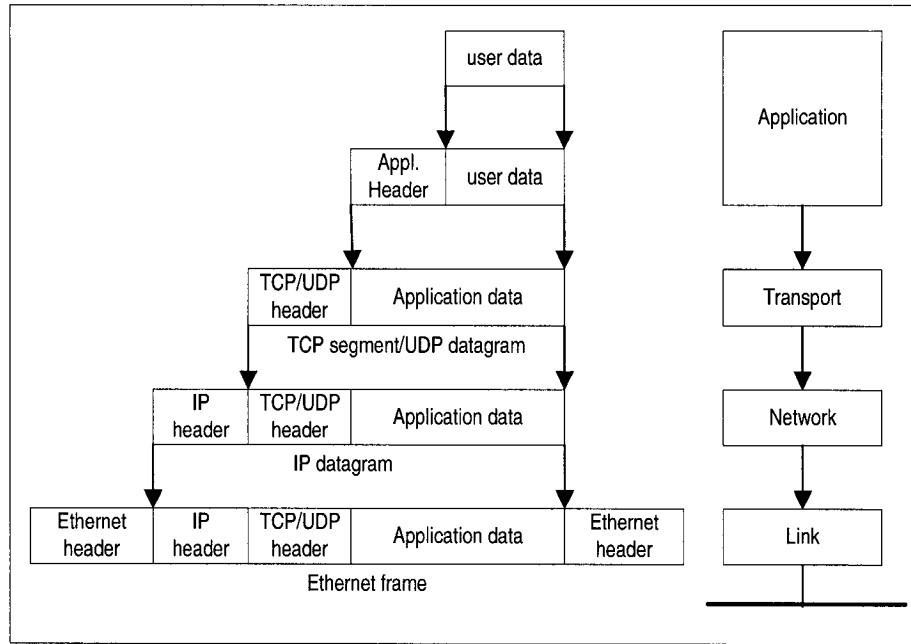 user data
Application
Appl.
Header
user data
TCP/UDP
header
Application data
Transport
TCP segment/UDP datagram
IP
header
TCP/UDP
header
Application data
Network
IP datagram
Ethernet
header
IP
header
TCP/UDP
header
Application data
Ethernet
header
Link
Ethernet frame